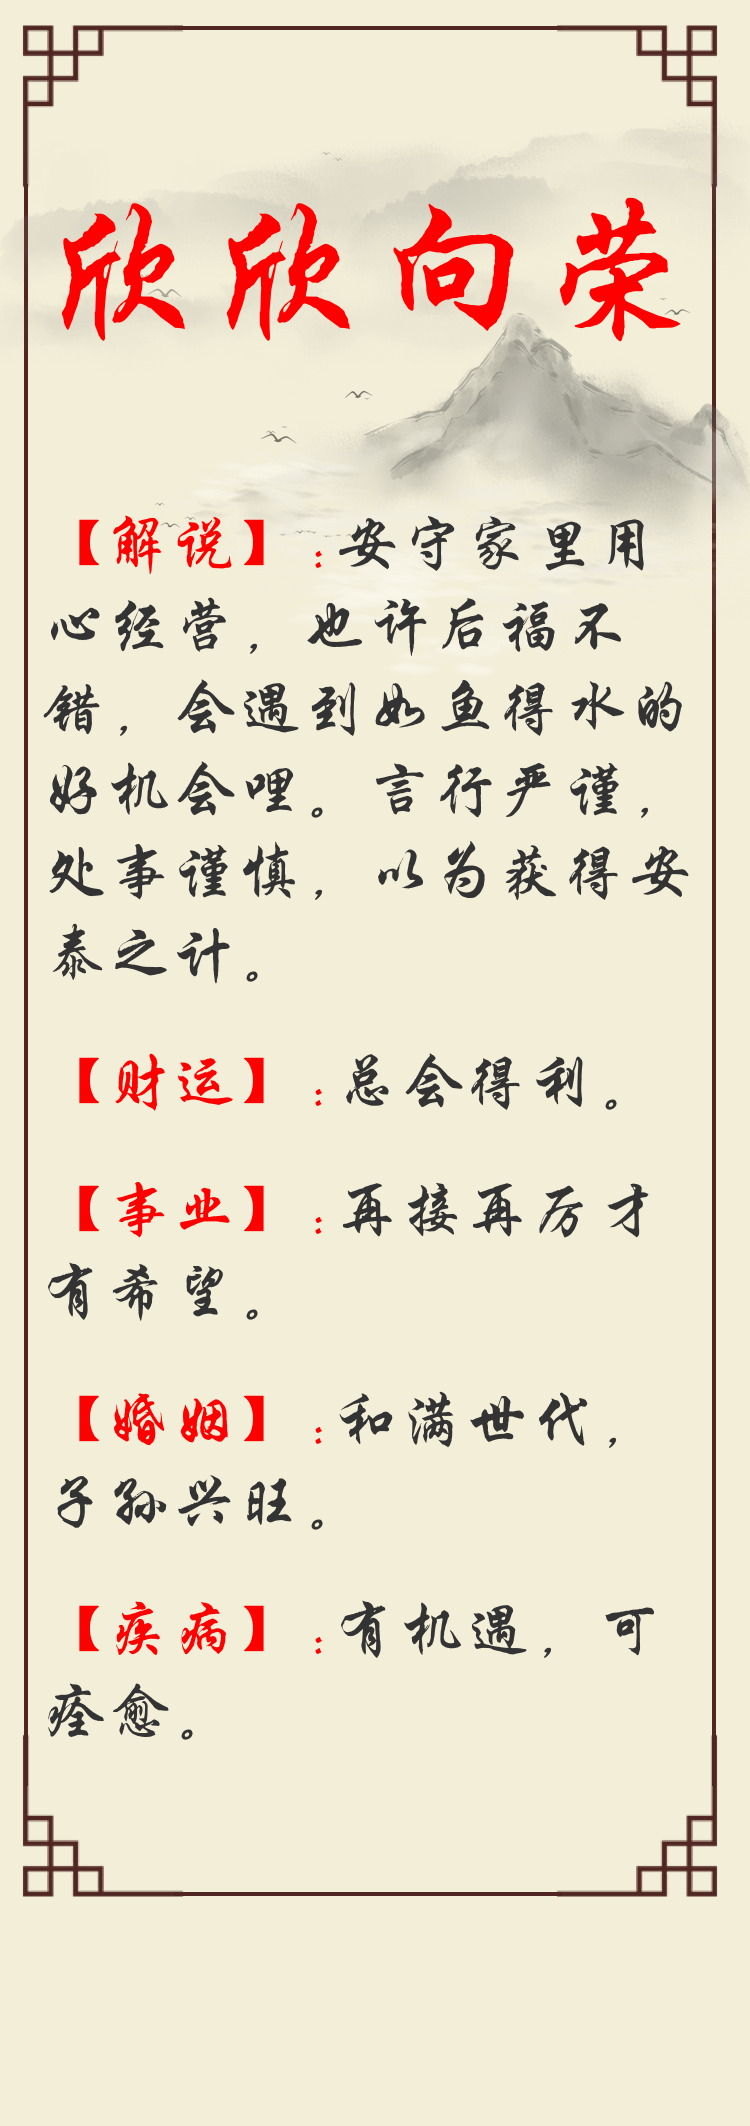 欣欣向荣
【解说】：安守家里用
心经营，也许后福不
错，会遇到如鱼得水的
好机会哩。言行严谨，
处事谨慎，以为获得安
泰之计。
【财运】：总会得利。
【事业】：再接再厉才
有希望。
【婚姻】：和满世代，
子孙兴旺。
【疾病】：有机遇，可
痊愈。